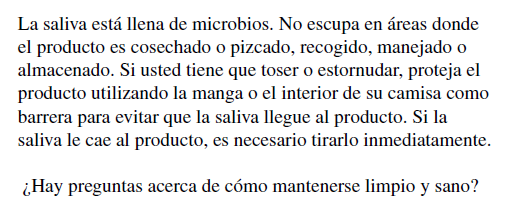 La saliva está llena de microbios. No escupa en áreas donde
el producto es cosechado o pizcado, recogido, manejado o
almacenado. Si usted tiene que toser o estornudar, proteja el
producto utilizando la manga o el interior de su camisa como
barrera para evitar que la saliva llegue al producto. Si la
saliva le cae al producto, es necesario tirarlo inmediatamente.
¿Hay preguntas acerca de cómo mantenerse limpio y sano?